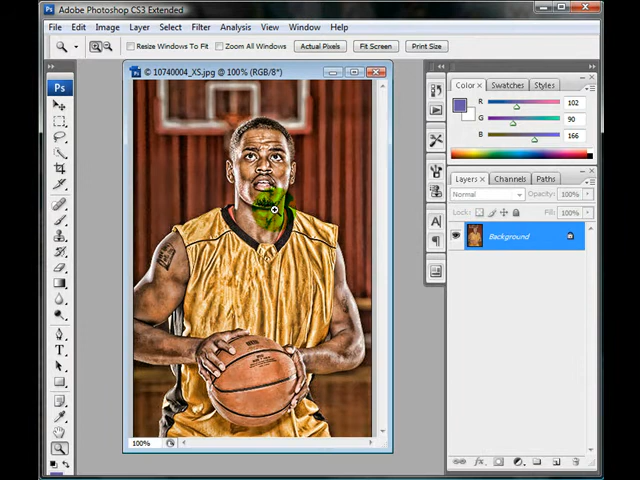 Adobe Photoshop CS3 Extended
File Edit Image Layer Select Filter Analysis View Window Help
Resize Windows To Fit Zoom All Windows Actual Pixels Fit Screen Print Size
Ps
© 10740004_XS.jpg @ 100% (RGB/8*)
Color × Swatches Styles
R 102
G 90
B 166
Layers × Channels Paths
Normal Opacity: 100%
Lock: Fill: 100%
Background
100%